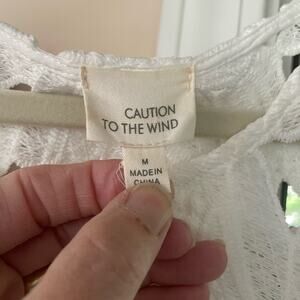 CAUTION
TO THE WIND
M
MADE IN
CHINA